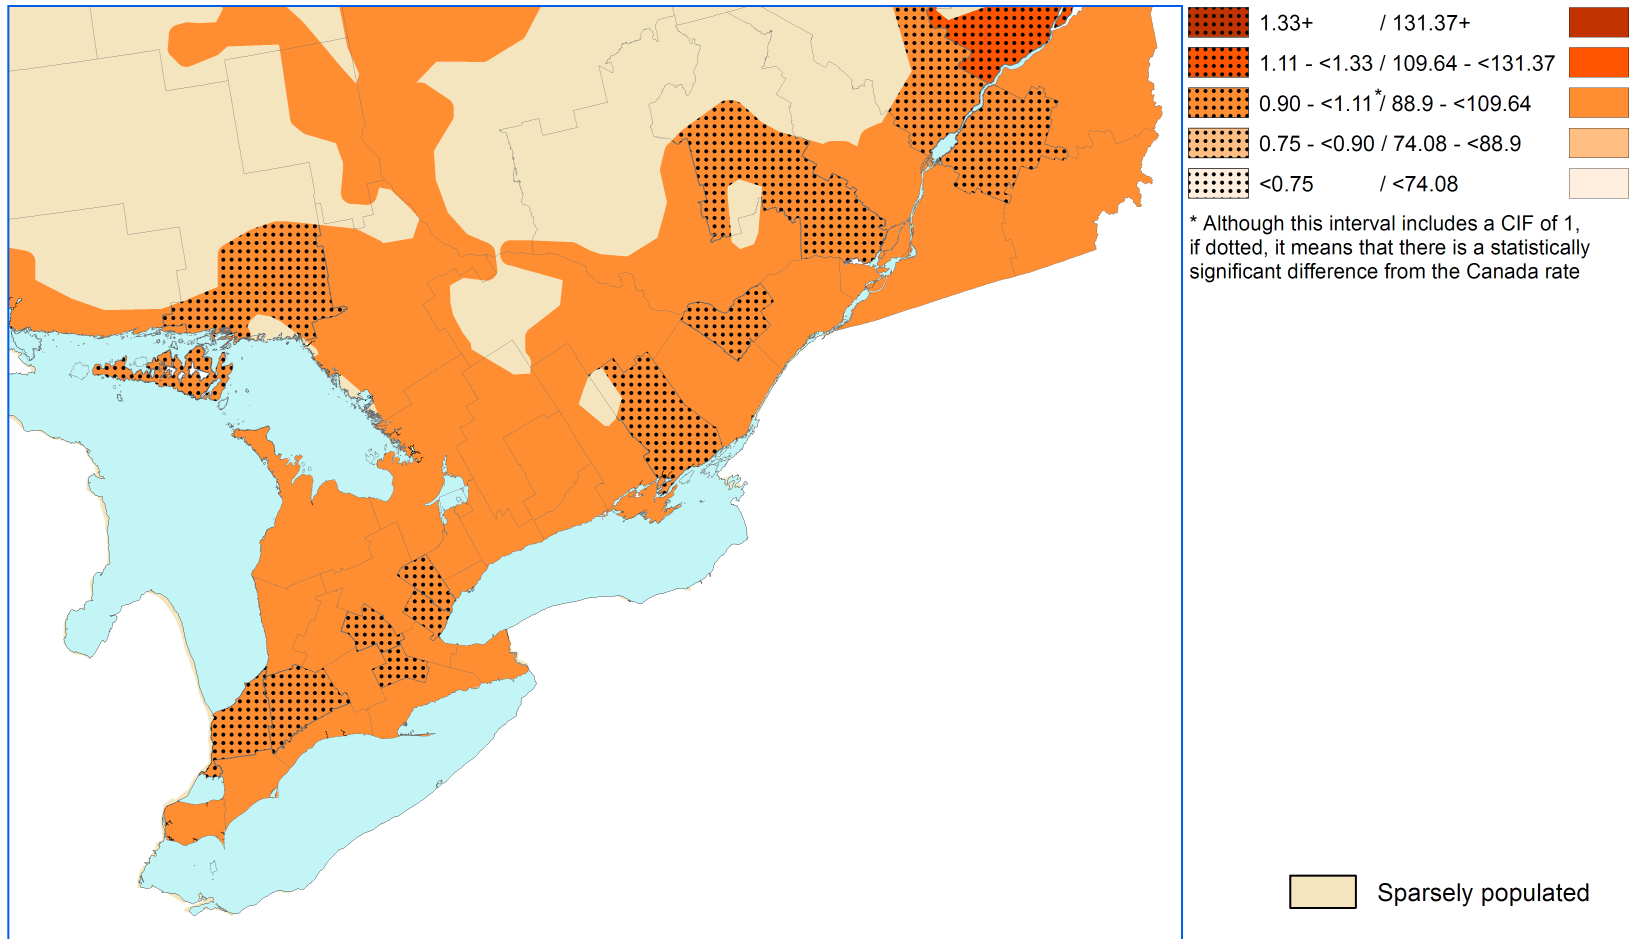 1.33+ / 131.37+
1.11 - <1.33 / 109.64 - <131.37
0.90 - <1.11* / 88.9 - <109.64
0.75 - <0.90 / 74.08 - <88.9
<0.75 / <74.08
* Although this interval includes a CIF of 1,
if dotted, it means that there is a statistically
significant difference from the Canada rate
Sparsely populated